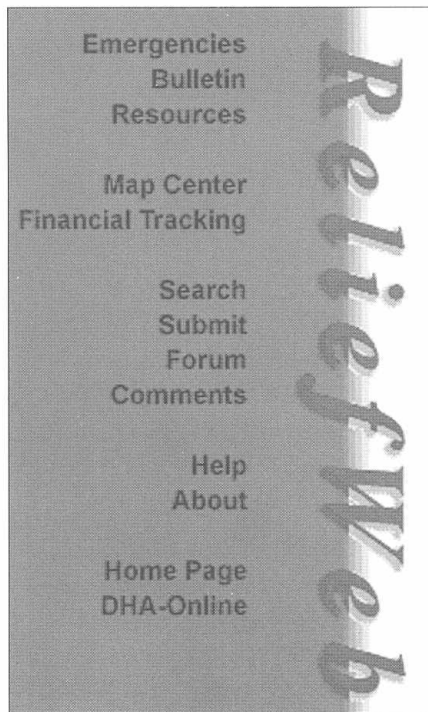 Emergencies
Bulletin
Resources
Map Center
Financial Tracking
Search
Submit
Forum
Comments
Help
About
Home Page
DHA-Online
ReliefWeb